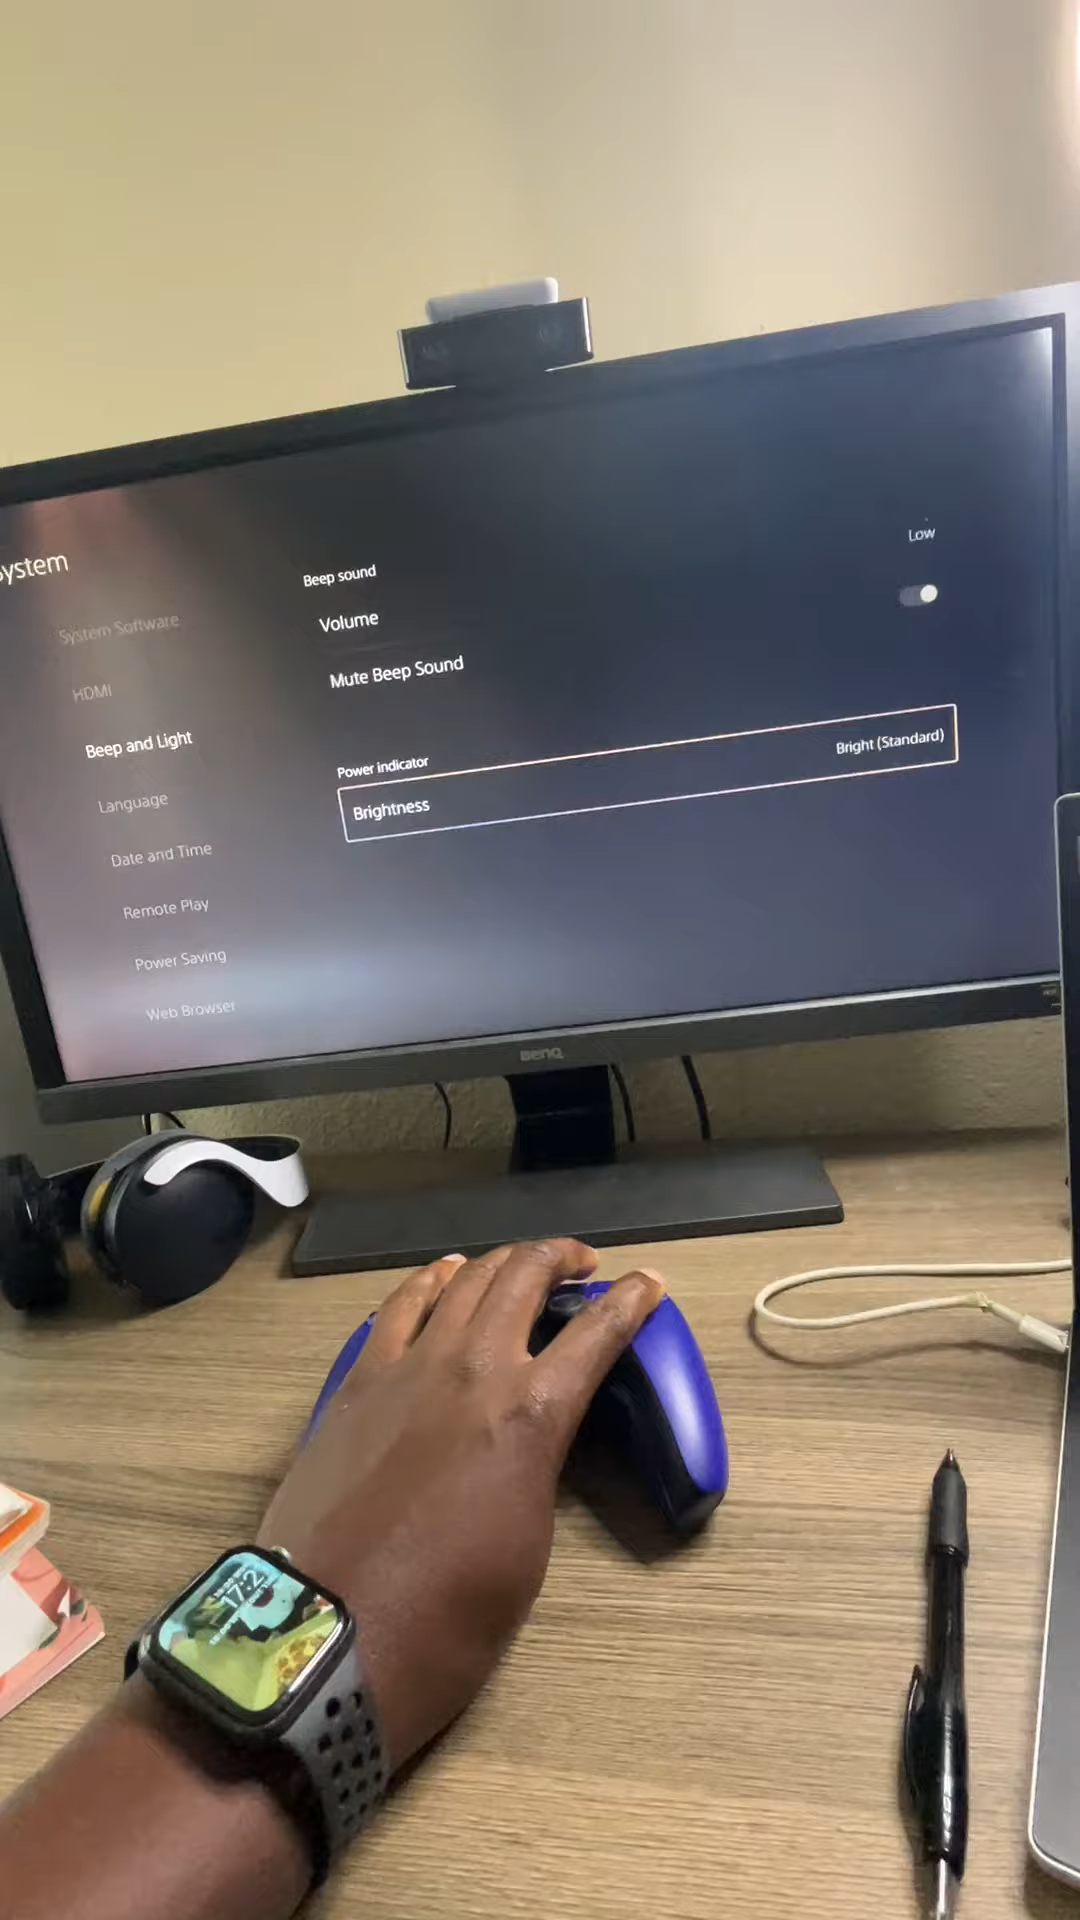 System
System Software
HDMI
Beep and Light
Language
Date and Time
Remote Play
Power Saving
Web Browser
Beep sound
Volume
Low
Mute Beep Sound
Power indicator
Brightness
Bright (Standard)
BenQ